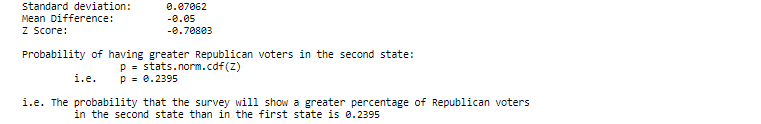 Standard deviation: 0.07062
Mean Difference: -0.05
Z Score: -0.70803
Probability of having greater Republican voters in the second state:
p = stats.norm.cdf(Z)
i.e. p = 0.2395
i.e. The probability that the survey will show a greater percentage of Republican voters
in the second state than in the first state is 0.2395